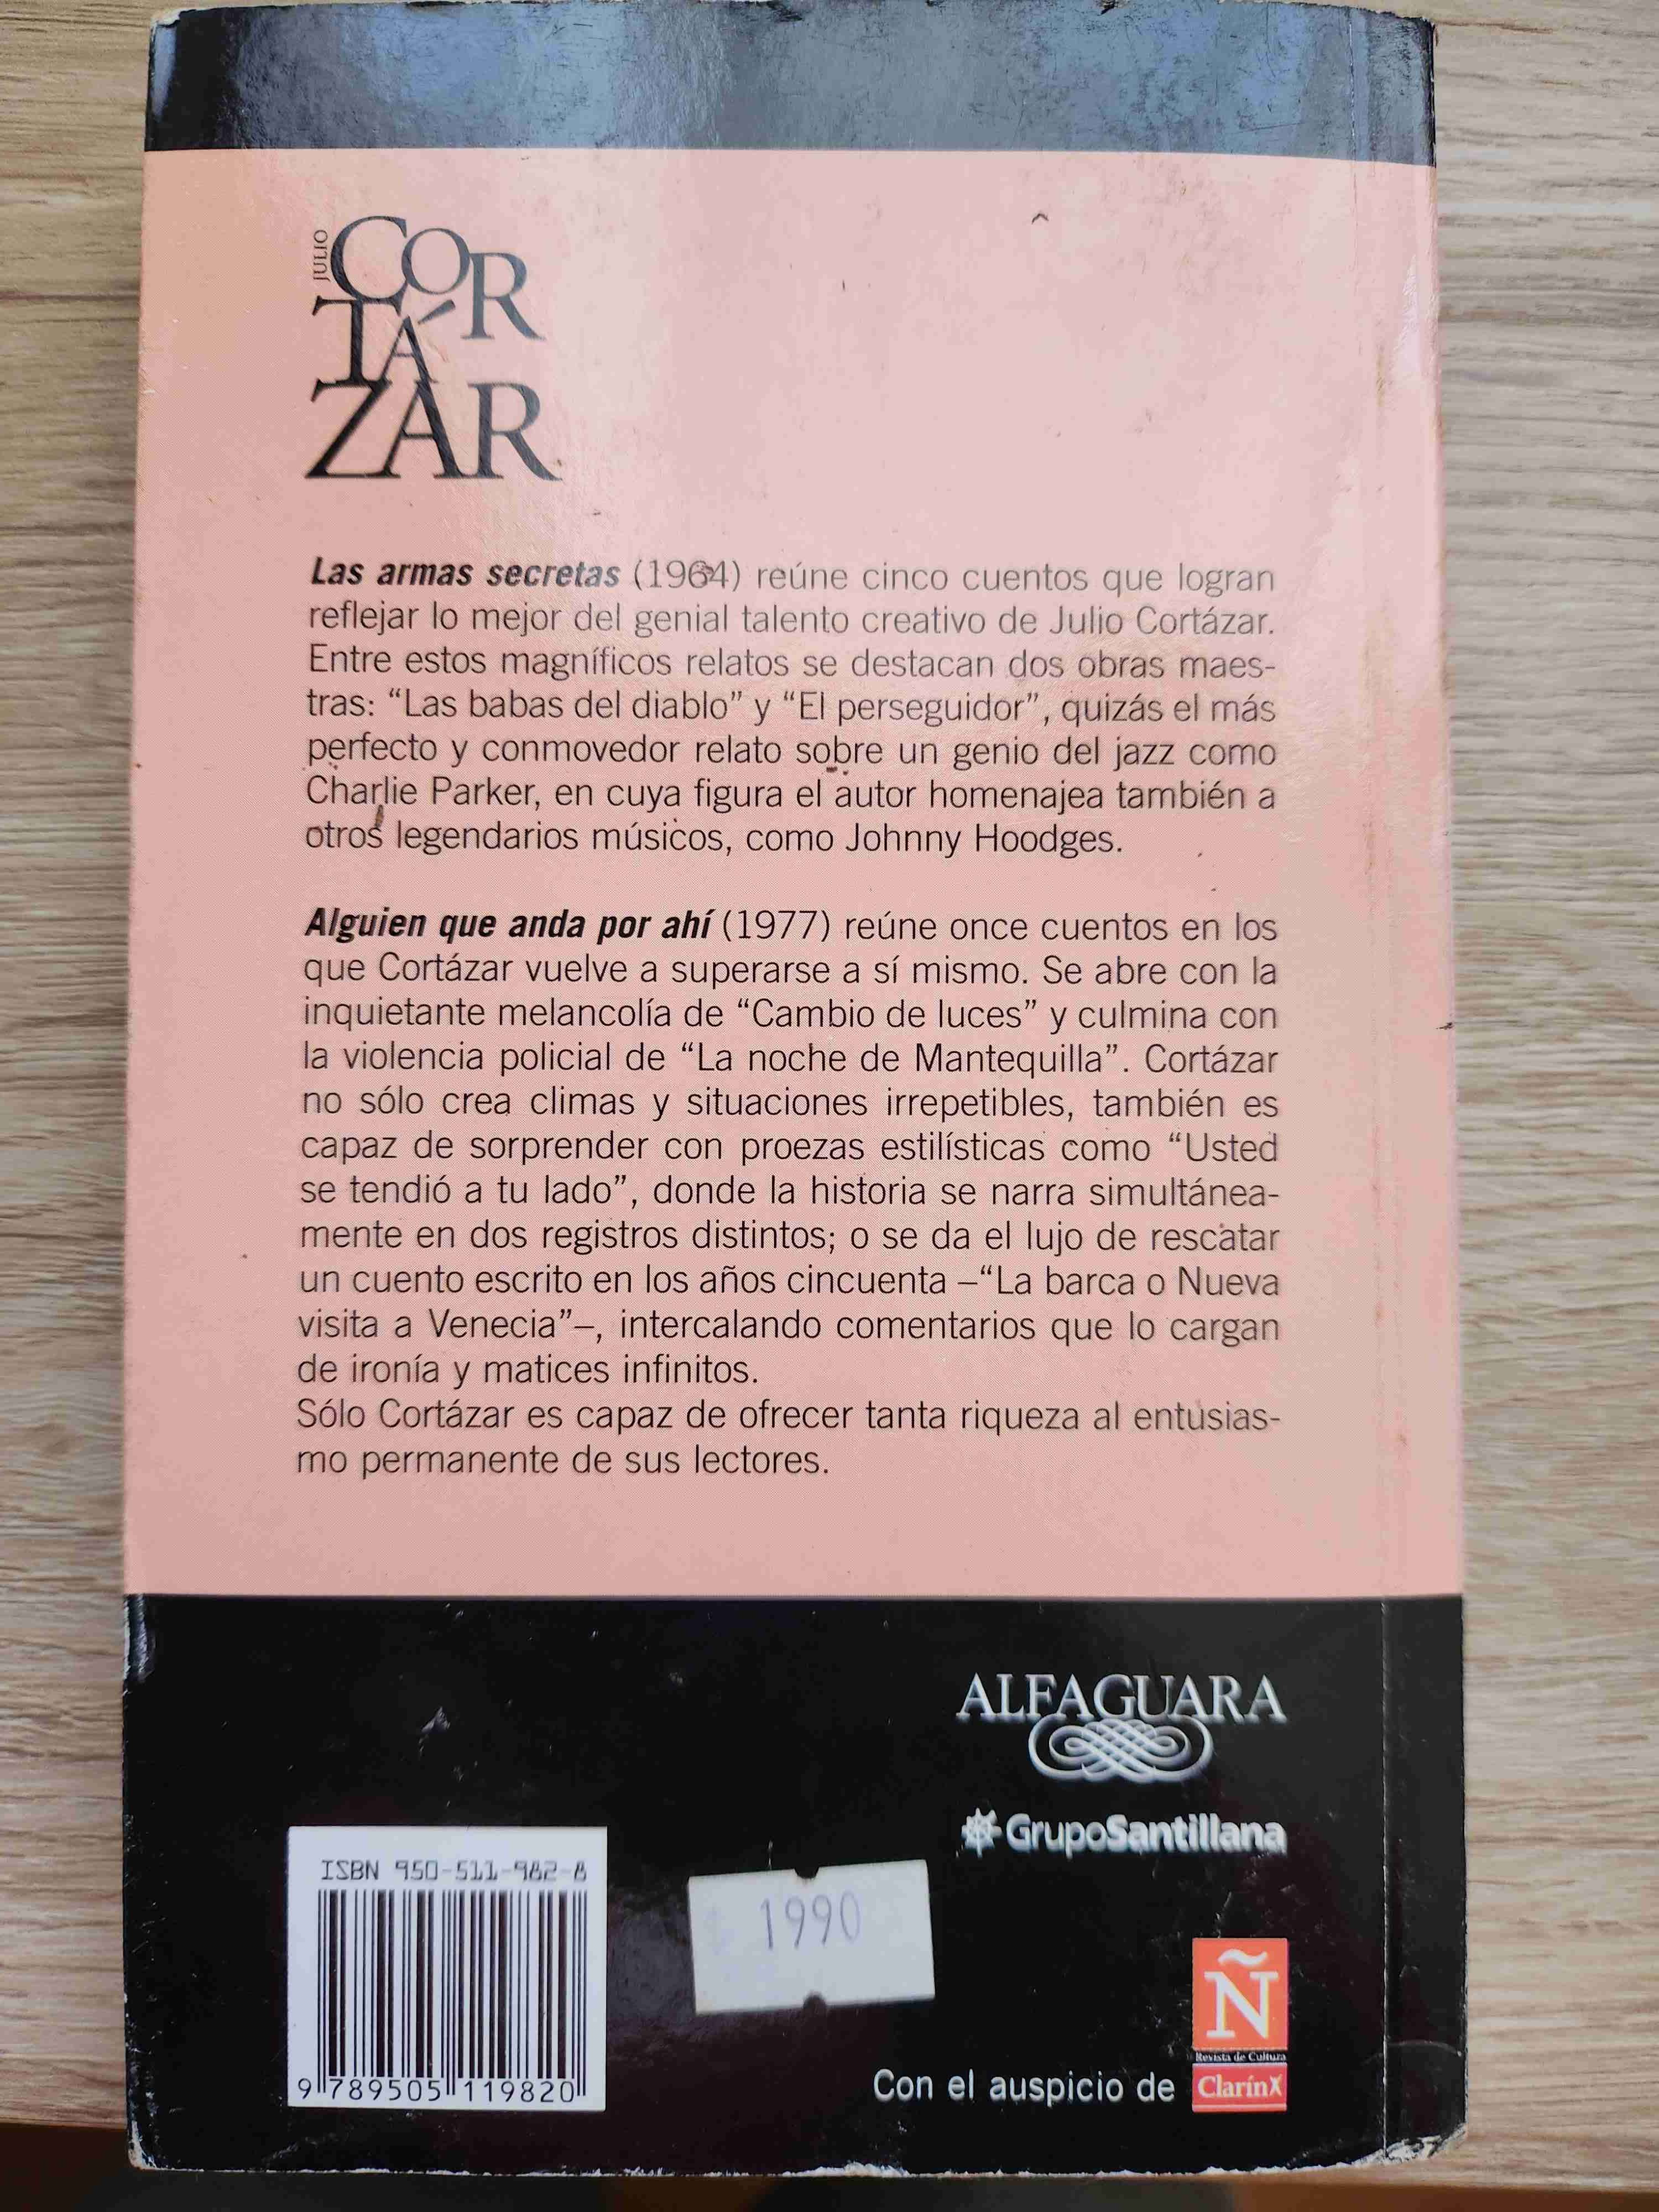 JULIO
COR
TÁ
ZAR
Las armas secretas (1964) reúne cinco cuentos que logran
reflejar lo mejor del genial talento creativo de Julio Cortázar.
Entre estos magníficos relatos se destacan dos obras maes-
tras: “Las babas del diablo” y “El perseguidor”, quizás el más
perfecto y conmovedor relato sobre un genio del jazz como
Charlie Parker, en cuya figura el autor homenajea también a
otros legendarios músicos, como Johnny Hoodges.
Alguien que anda por ahí (1977) reúne once cuentos en los
que Cortázar vuelve a superarse a sí mismo. Se abre con la
inquietante melancolía de “Cambio de luces” y culmina con
la violencia policial de “La noche de Mantequilla”. Cortázar
no sólo crea climas y situaciones irrepetibles, también es
capaz de sorprender con proezas estilísticas como “Usted
se tendió a tu lado”, donde la historia se narra simultánea-
mente en dos registros distintos; o se da el lujo de rescatar
un cuento escrito en los años cincuenta –“La barca o Nueva
visita a Venecia”–, intercalando comentarios que lo cargan
de ironía y matices infinitos.
Sólo Cortázar es capaz de ofrecer tanta riqueza al entusias-
mo permanente de sus lectores.
ALFAGUARA
GrupoSantillana
ISBN 950-511-982-8
9 789505 119820
$ 1990
Ñ
Revista de Cultura
Con el auspicio de Clarín